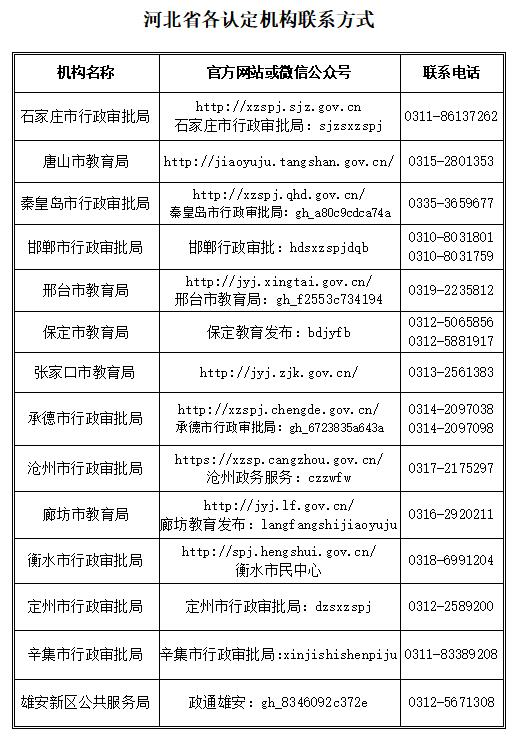 河北省各认定机构联系方式
机构名称 官方网站或微信公众号 联系电话
石家庄市行政审批局 http://xzspj.sjz.gov.cn 0311-86137262
石家庄市行政审批局：sjzsxzspj
唐山市教育局 http://jiaoyuju.tangshan.gov.cn/ 0315-2801353
秦皇岛市行政审批局 http://xzspj.qhd.gov.cn/ 0335-3659677
秦皇岛市行政审批局：gh_a80c9cdca74a
邯郸市行政审批局 邯郸行政审批：hdsxzspjdqb 0310-8031801
0310-8031759
邢台市教育局 http://jyj.xingtai.gov.cn/ 0319-2235812
邢台市教育局：gh_f2553c734194
保定市教育局 保定教育发布：bdjyfb 0312-5065856
0312-5881917
张家口市教育局 http://jyj.zjk.gov.cn/ 0313-2561383
承德市行政审批局 http://xzspj.chengde.gov.cn/ 0314-2097038
承德市行政审批局：gh_6723835a643a 0314-2097098
沧州市行政审批局 https://xzsp.cangzhou.gov.cn/ 0317-2175297
沧州政务服务：czzwfw
廊坊市教育局 http://jyj.lf.gov.cn/ 0316-2920211
廊坊教育发布：langfangshijiaoyuju
衡水市行政审批局 http://spj.hengshui.gov.cn/ 0318-6991204
衡水市民中心
定州市行政审批局 定州市行政审批局：dzsxzspj 0312-2589200
辛集市行政审批局 辛集市行政审批局:xinjishishenpiju 0311-83389208
雄安新区公共服务局 政通雄安：gh_8346092c372e 0312-5671308